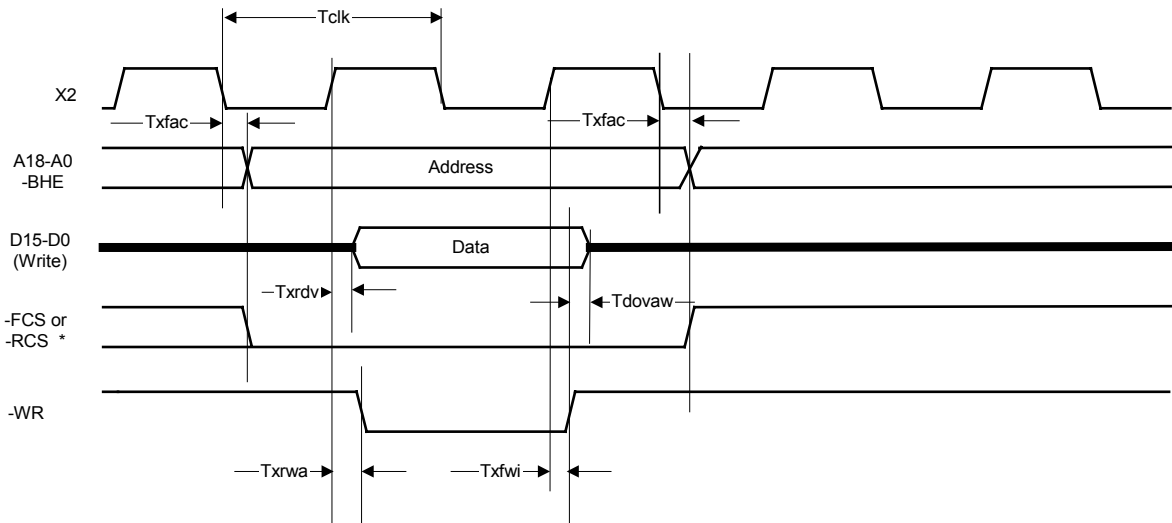 Tclk
X2
Txfac
Txfac
A18-A0
-BHE
Address
D15-D0
(Write)
Data
Txrdv
Tdovaw
-FCS or
-RCS *
-WR
Txrwa
Txfwi